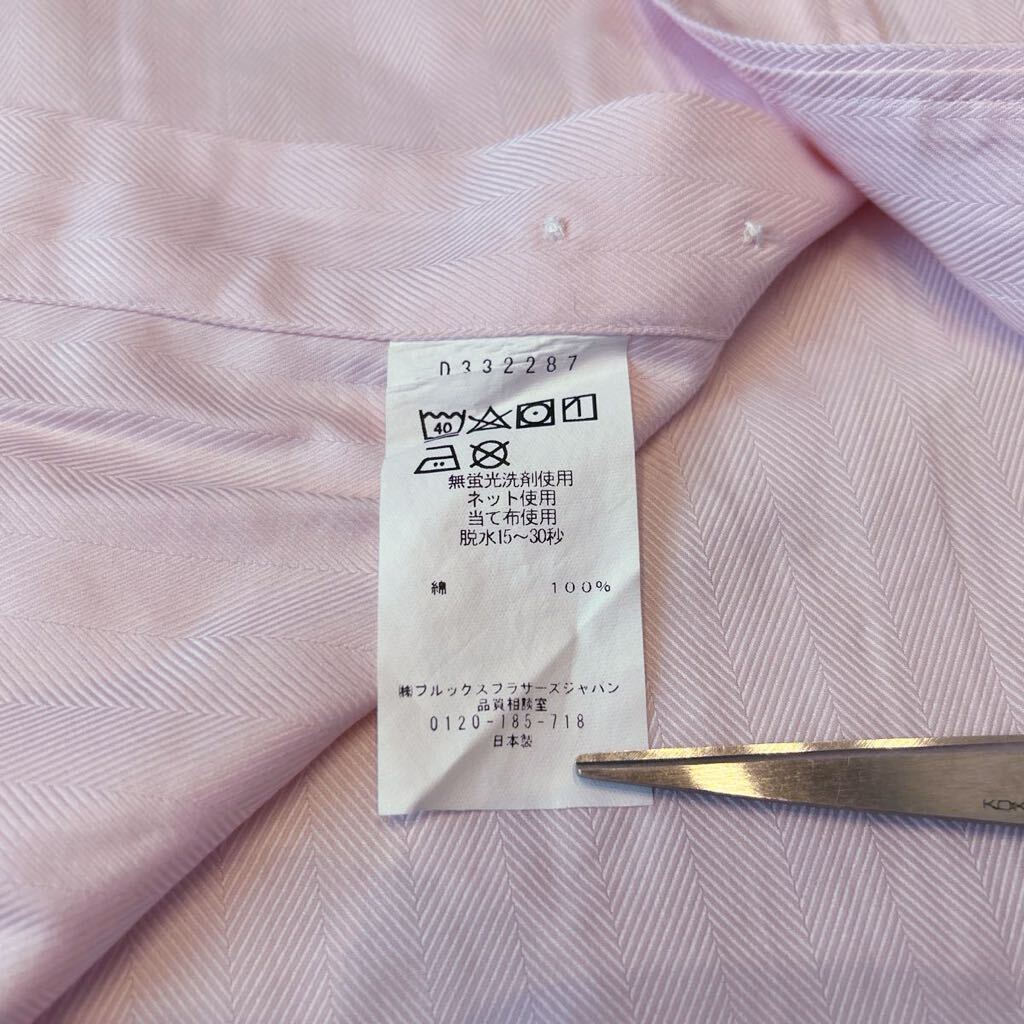 D332287
40
無蛍光洗剤使用
ネット使用
当て布使用
脱水15～30秒
綿 100%
㈱ブルックスブラザーズジャパン
品質相談室
0120-185-718
日本製